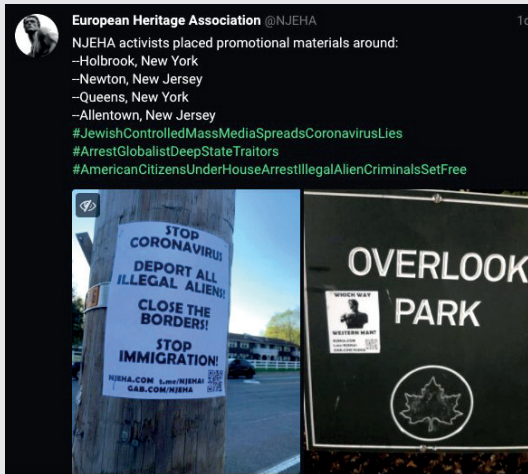 European Heritage Association @NJEHA
NJEHA activists placed promotional materials around:
--Holbrook, New York
--Newton, New Jersey
--Queens, New York
--Allentown, New Jersey
#JewishControlledMassMediaSpreadsCoronavirusLies
#ArrestGlobalistDeepStateTraitors
#AmericanCitizensUnderHouseArrestIllegalAlienCriminalsSetFree
STOP
CORONAVIRUS
DEPORT ALL
ILLEGAL ALIENS!
CLOSE THE
BORDERS!
STOP
IMMIGRATION!
NJEHA.COM t.me/NJEHA1
GAB.COM/NJEHA
OVERLOOK
PARK
WHICH WAY
WESTERN MAN?